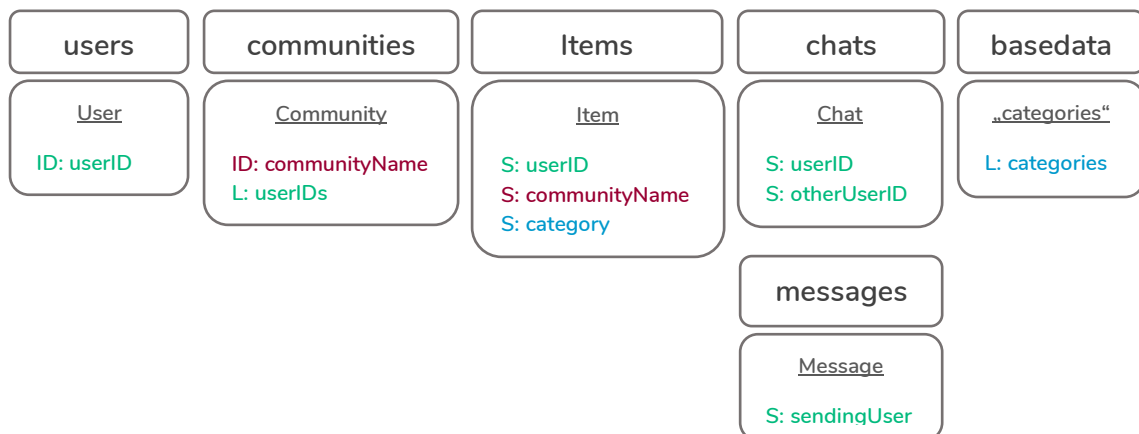 users
User
ID: userID
communities
Community
ID: communityName
L: userIDs
Items
Item
S: userID
S: communityName
S: category
chats
Chat
S: userID
S: otherUserID
messages
Message
S: sendingUser
basedata
„categories“
L: categories